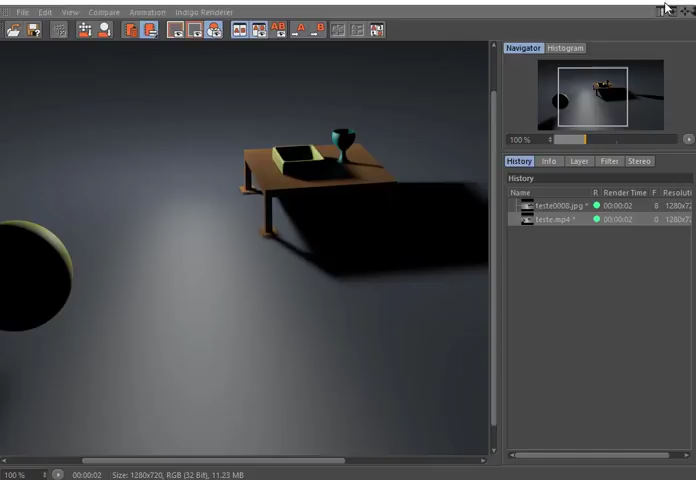 File Edit View Compare Animation Indigo Renderer
AB AB A B
Navigator Histogram
100 %
History Info Layer Filter Stereo
History
Name R Render Time F Resoluti
teste0008.jpg * 00:00:02 8 1280x72
teste.mp4 * 00:00:02 0 1280x72
100 % 00:00:02 Size: 1280x720, RGB (32 Bit), 11.23 MB